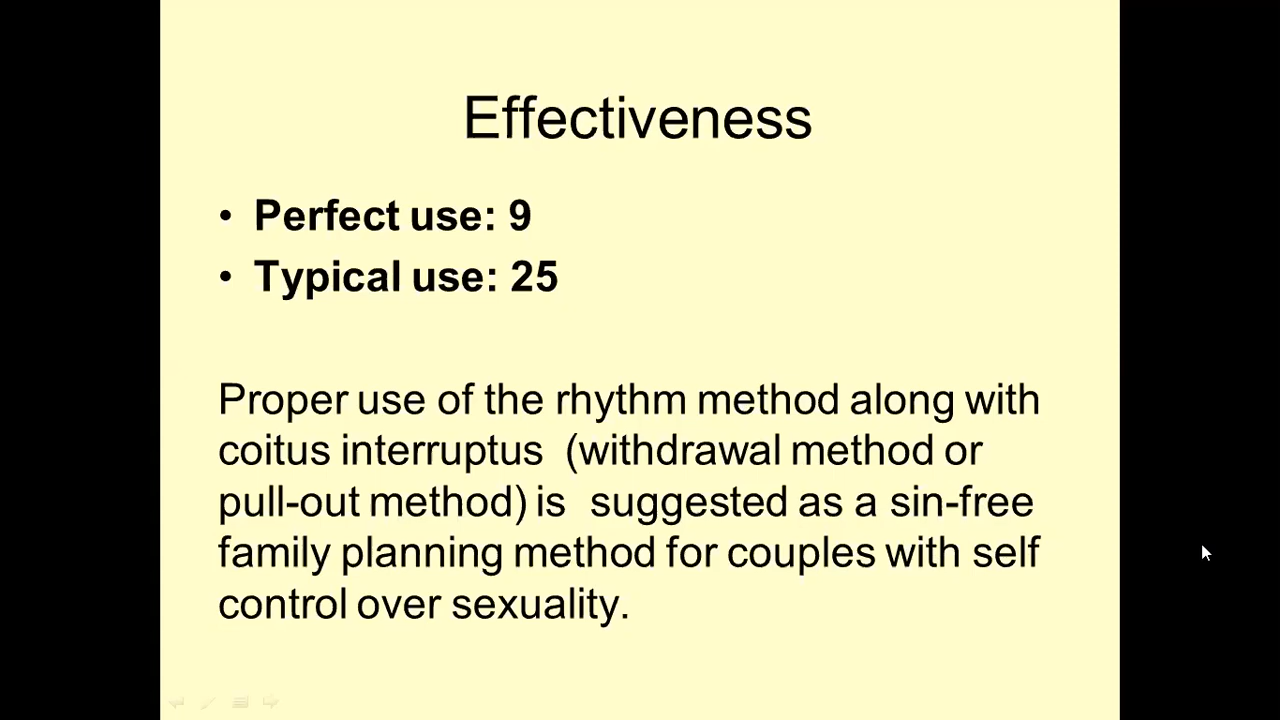 Effectiveness
• Perfect use: 9
• Typical use: 25
Proper use of the rhythm method along with
coitus interruptus (withdrawal method or
pull-out method) is suggested as a sin-free
family planning method for couples with self
control over sexuality.